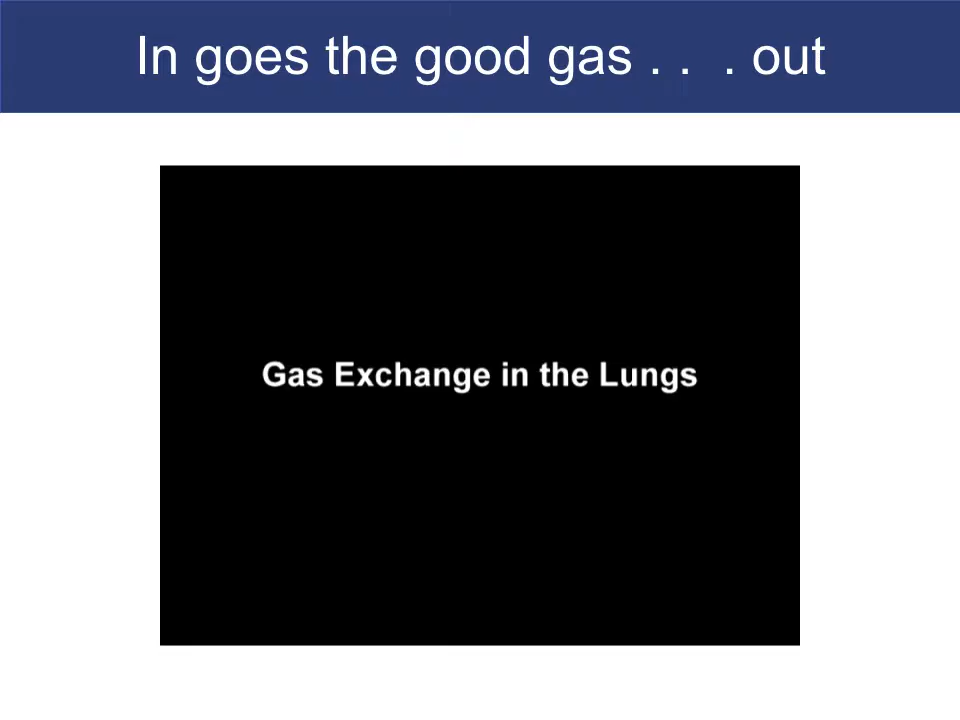 In goes the good gas . .  . out
Gas Exchange in the Lungs